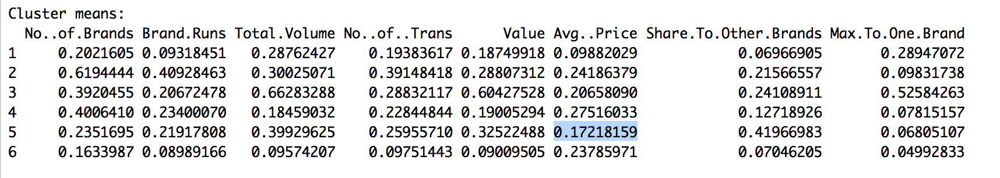 Cluster means:
No..of.Brands Brand.Runs Total.Volume No..of..Trans Value Avg..Price Share.To.Other.Brands Max.To.One.Brand
1 0.2021605 0.09318451 0.28762427 0.19383617 0.18749918 0.09882029 0.06966905 0.28947072
2 0.6194444 0.40928463 0.30025071 0.39148418 0.28807312 0.24186379 0.21566557 0.09831738
3 0.3920455 0.20672478 0.66283288 0.28832117 0.60427528 0.20658090 0.24108911 0.52584263
4 0.4006410 0.23400070 0.18459032 0.22844844 0.19005294 0.27516033 0.12718926 0.07815157
5 0.2351695 0.21917808 0.39929625 0.25955710 0.32522488 0.17218159 0.41966983 0.06805107
6 0.1633987 0.08989166 0.09574207 0.09751443 0.09009505 0.23785971 0.07046205 0.04992833